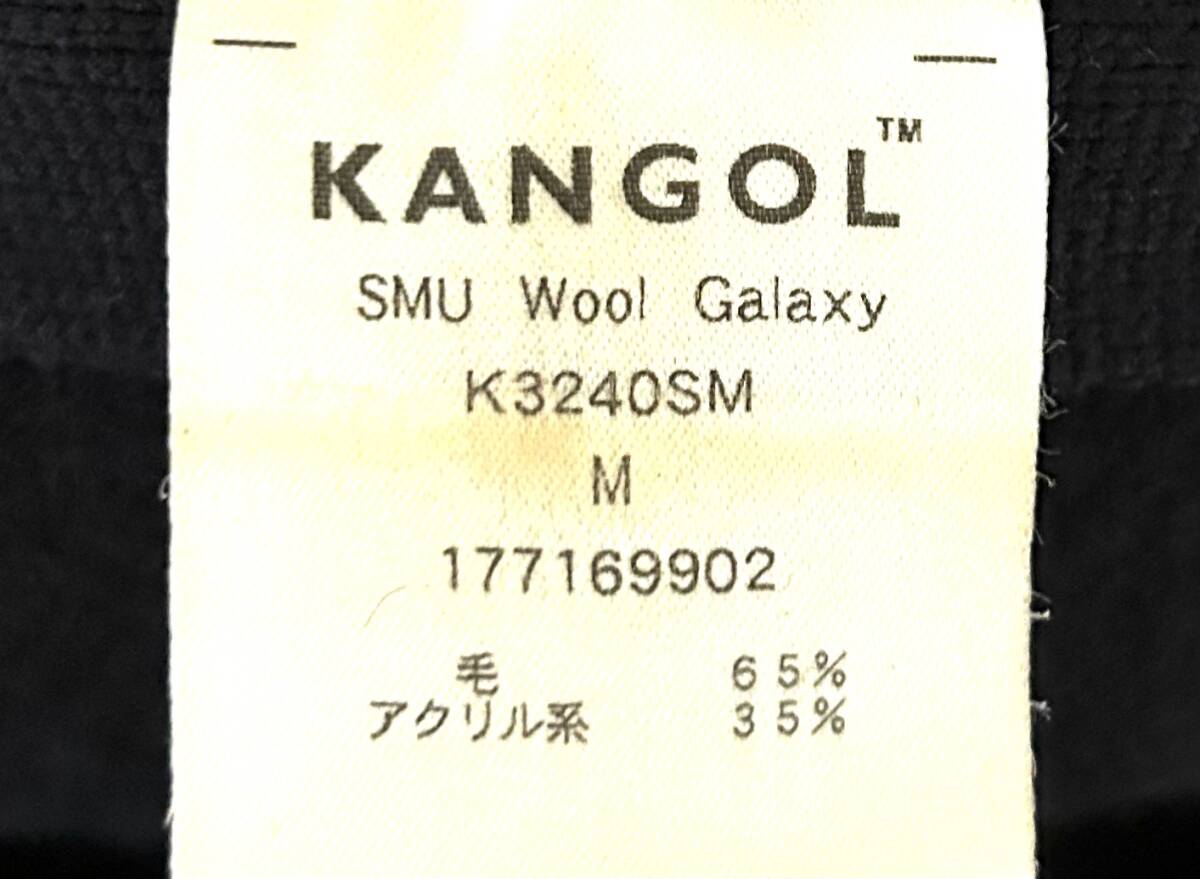 KANGOL™
SMU Wool Galaxy
K3240SM
M
177169902
毛 65%
アクリル系 35%